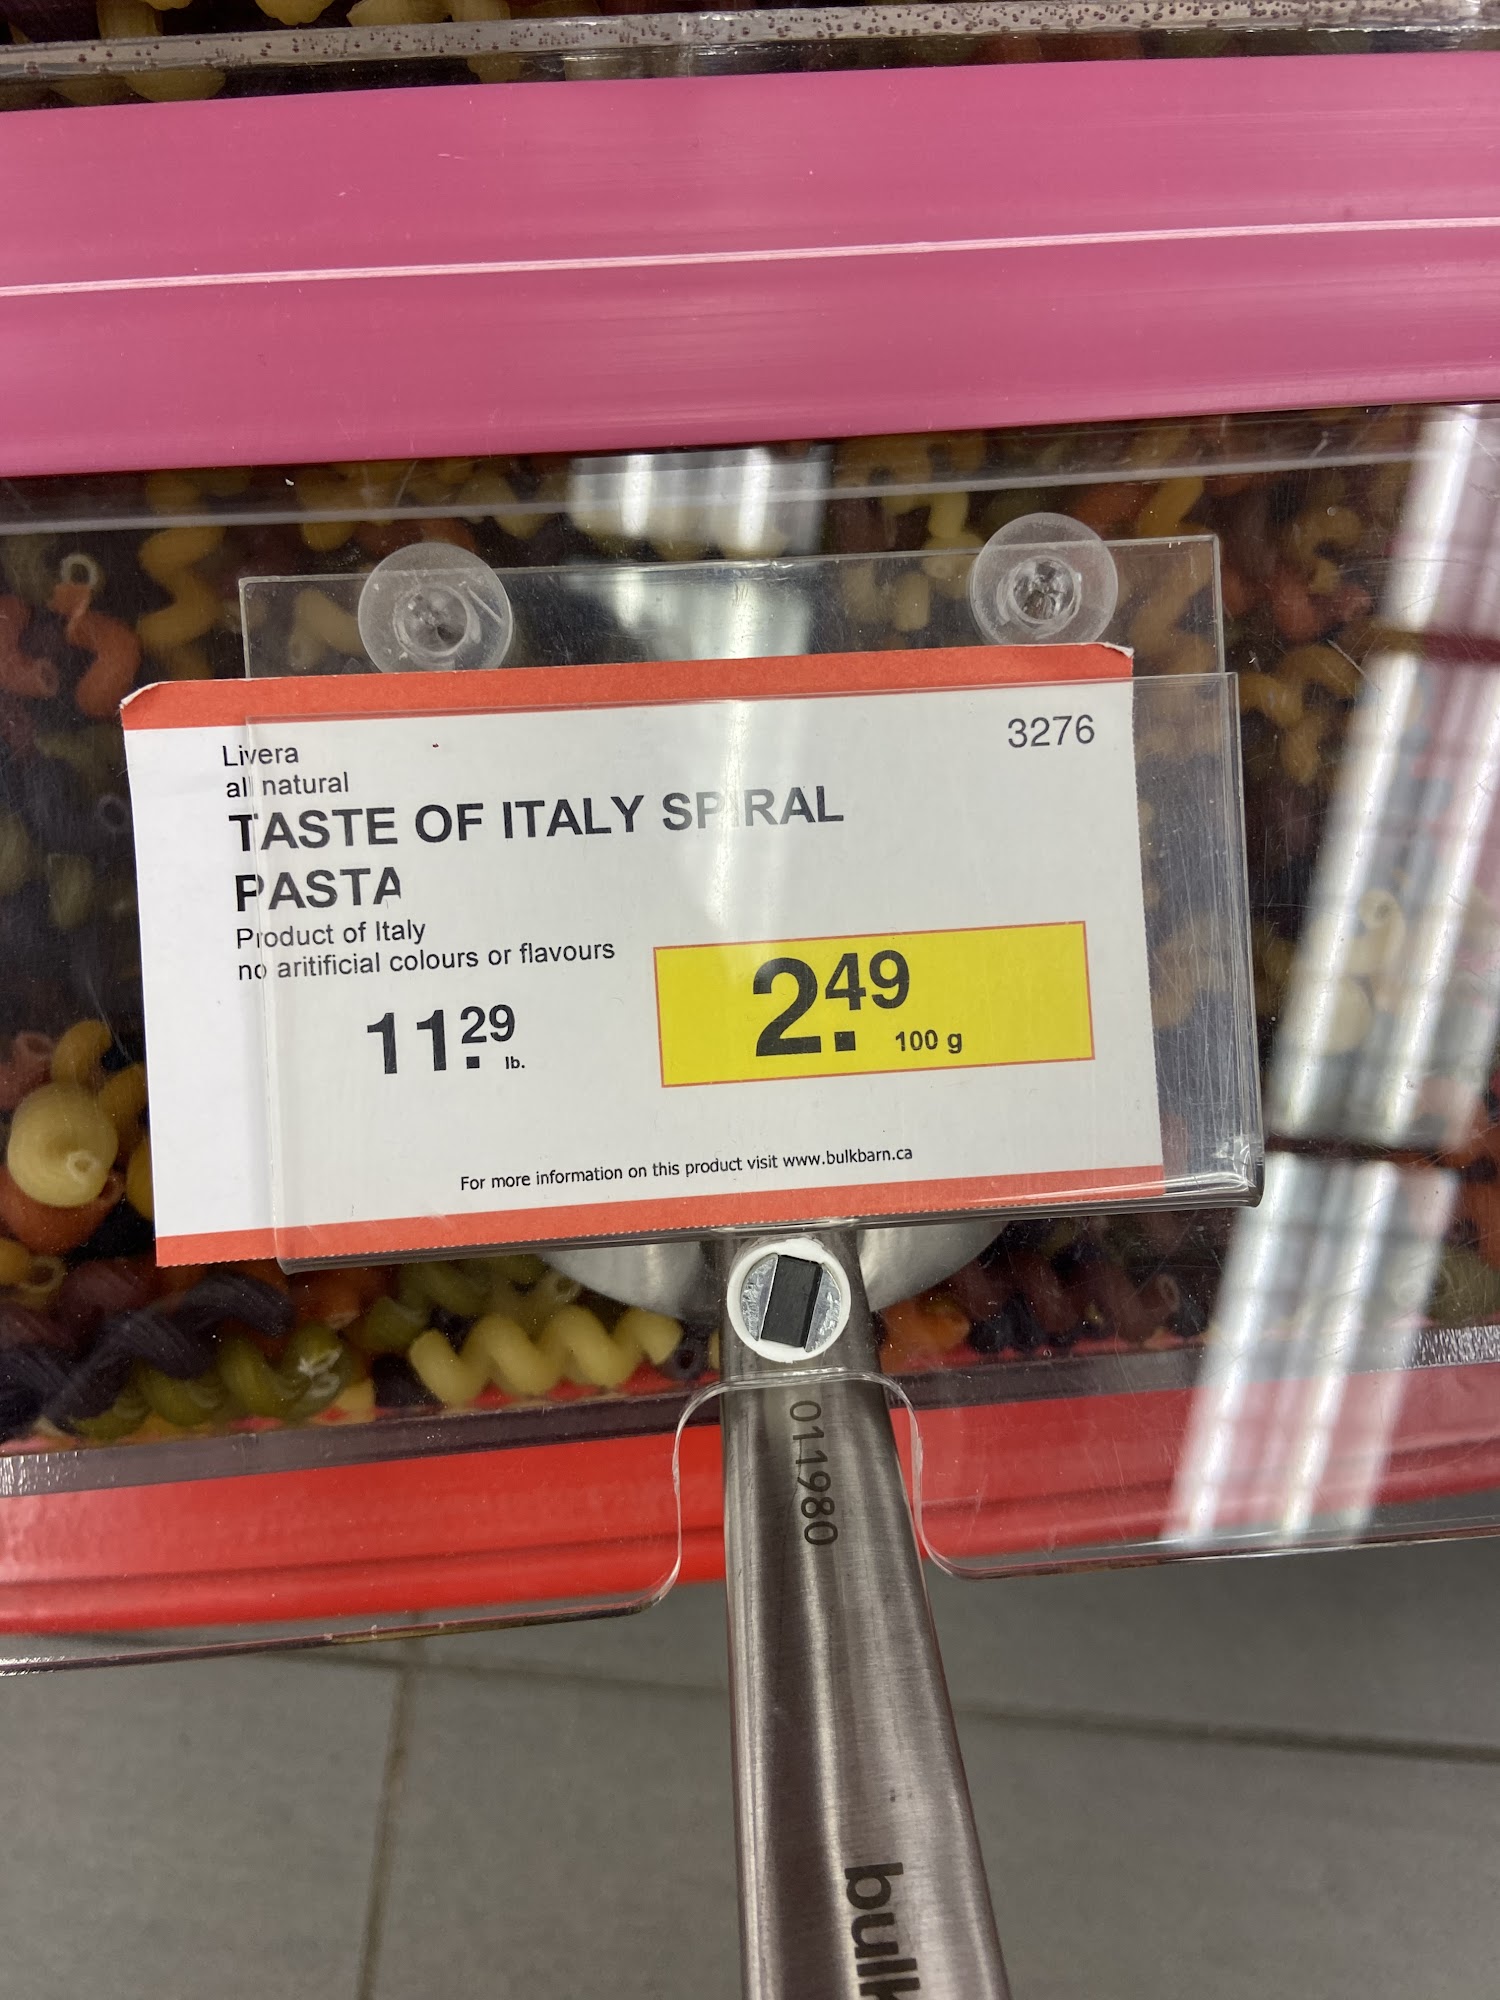 3276
Livera
all natural
TASTE OF ITALY SPIRAL
PASTA
Product of Italy
no aritificial colours or flavours
11.29 lb.
2.49 100 g
For more information on this product visit www.bulkbarn.ca
011980
bulk